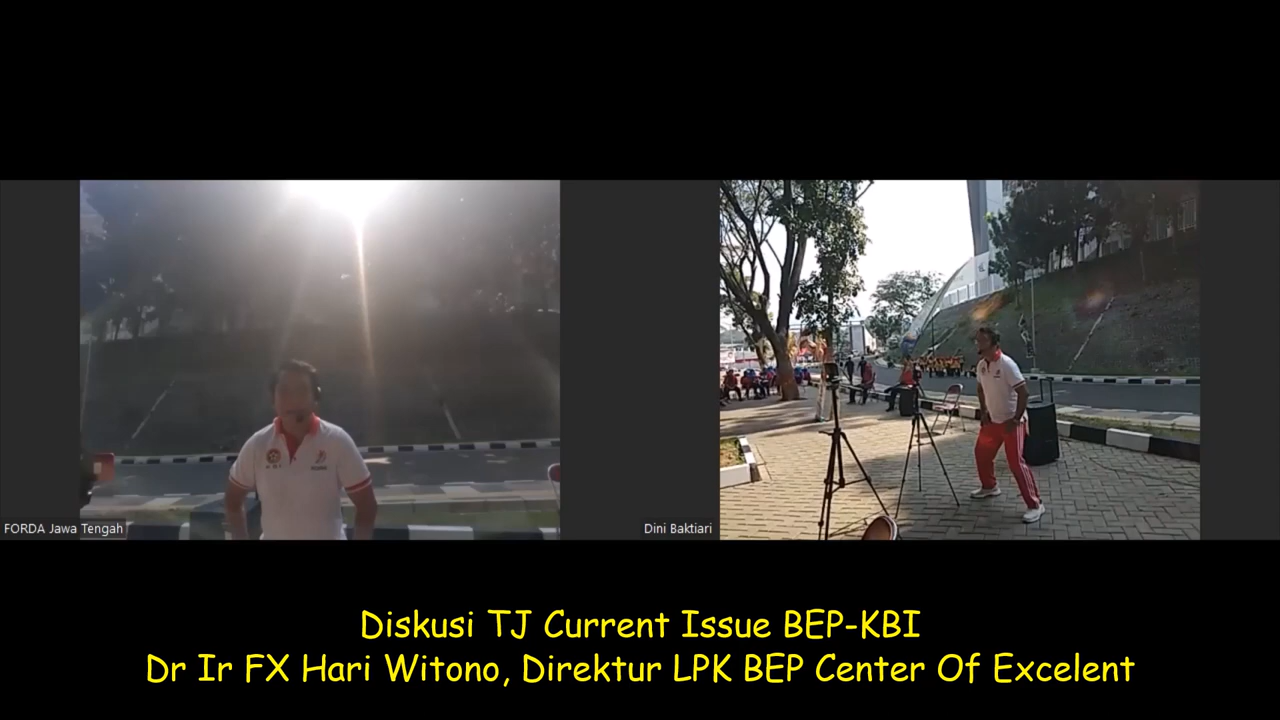 FORDA Jawa Tengah
Dini Baktiari
Diskusi TJ Current Issue BEP-KBI
Dr Ir FX Hari Witono, Direktur LPK BEP Center Of Excelent